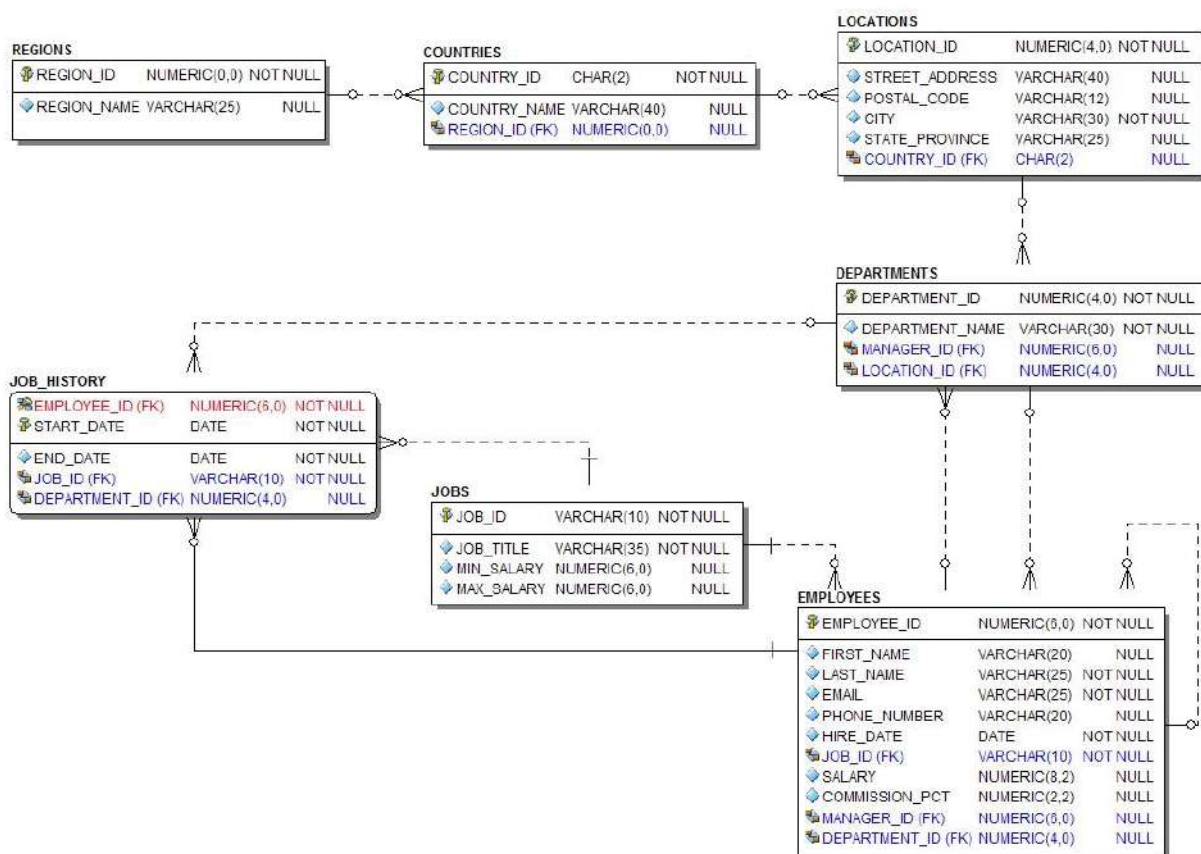 REGIONS
REGION_ID NUMERIC(0,0) NOT NULL
REGION_NAME VARCHAR(25) NULL
COUNTRIES
COUNTRY_ID CHAR(2) NOT NULL
COUNTRY_NAME VARCHAR(40) NULL
REGION_ID (FK) NUMERIC(0,0) NULL
LOCATIONS
LOCATION_ID NUMERIC(4,0) NOT NULL
STREET_ADDRESS VARCHAR(40) NULL
POSTAL_CODE VARCHAR(12) NULL
CITY VARCHAR(30) NOT NULL
STATE_PROVINCE VARCHAR(25) NULL
COUNTRY_ID (FK) CHAR(2) NULL
DEPARTMENTS
DEPARTMENT_ID NUMERIC(4,0) NOT NULL
DEPARTMENT_NAME VARCHAR(30) NOT NULL
MANAGER_ID (FK) NUMERIC(6,0) NULL
LOCATION_ID (FK) NUMERIC(4,0) NULL
JOB_HISTORY
EMPLOYEE_ID (FK) NUMERIC(6,0) NOT NULL
START_DATE DATE NOT NULL
END_DATE DATE NOT NULL
JOB_ID (FK) VARCHAR(10) NOT NULL
DEPARTMENT_ID (FK) NUMERIC(4,0) NULL
JOBS
JOB_ID VARCHAR(10) NOT NULL
JOB_TITLE VARCHAR(35) NOT NULL
MIN_SALARY NUMERIC(6,0) NULL
MAX_SALARY NUMERIC(6,0) NULL
EMPLOYEES
EMPLOYEE_ID NUMERIC(6,0) NOT NULL
FIRST_NAME VARCHAR(20) NULL
LAST_NAME VARCHAR(25) NOT NULL
EMAIL VARCHAR(25) NOT NULL
PHONE_NUMBER VARCHAR(20) NULL
HIRE_DATE DATE NOT NULL
JOB_ID (FK) VARCHAR(10) NOT NULL
SALARY NUMERIC(8,2) NULL
COMMISSION_PCT NUMERIC(2,2) NULL
MANAGER_ID (FK) NUMERIC(6,0) NULL
DEPARTMENT_ID (FK) NUMERIC(4,0) NULL